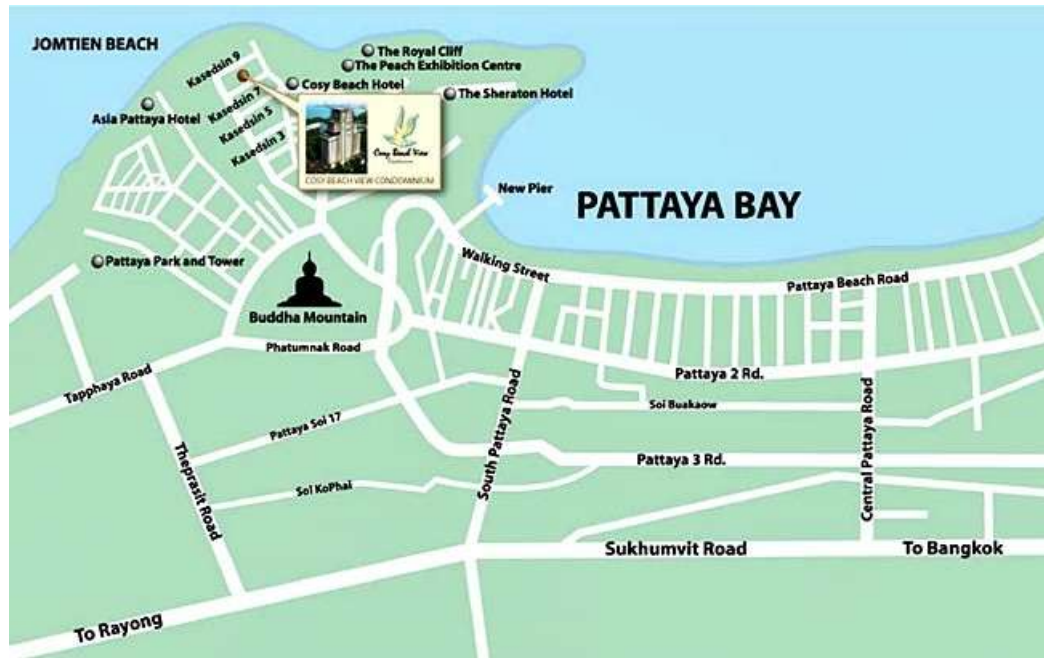 JOMTIEN BEACH
Kasedsin 9
The Royal Cliff
The Peach Exhibition Centre
Cosy Beach Hotel
The Sheraton Hotel
Kasedsin 7
Asia Pattaya Hotel
Kasedsin 5
Kasedsin 3
Cosy Beach View
COSY BEACH VIEW CONDOMINIUM
New Pier
PATTAYA BAY
Walking Street
Pattaya Park and Tower
Pattaya Beach Road
Buddha Mountain
Phatumnak Road
Tapphaya Road
Pattaya 2 Rd.
Soi Buakaow
Pattaya Soi 17
South Pattaya Road
Central Pattaya Road
Pattaya 3 Rd.
Theprasit Road
Soi KoPhai
Sukhumvit Road
To Bangkok
To Rayong